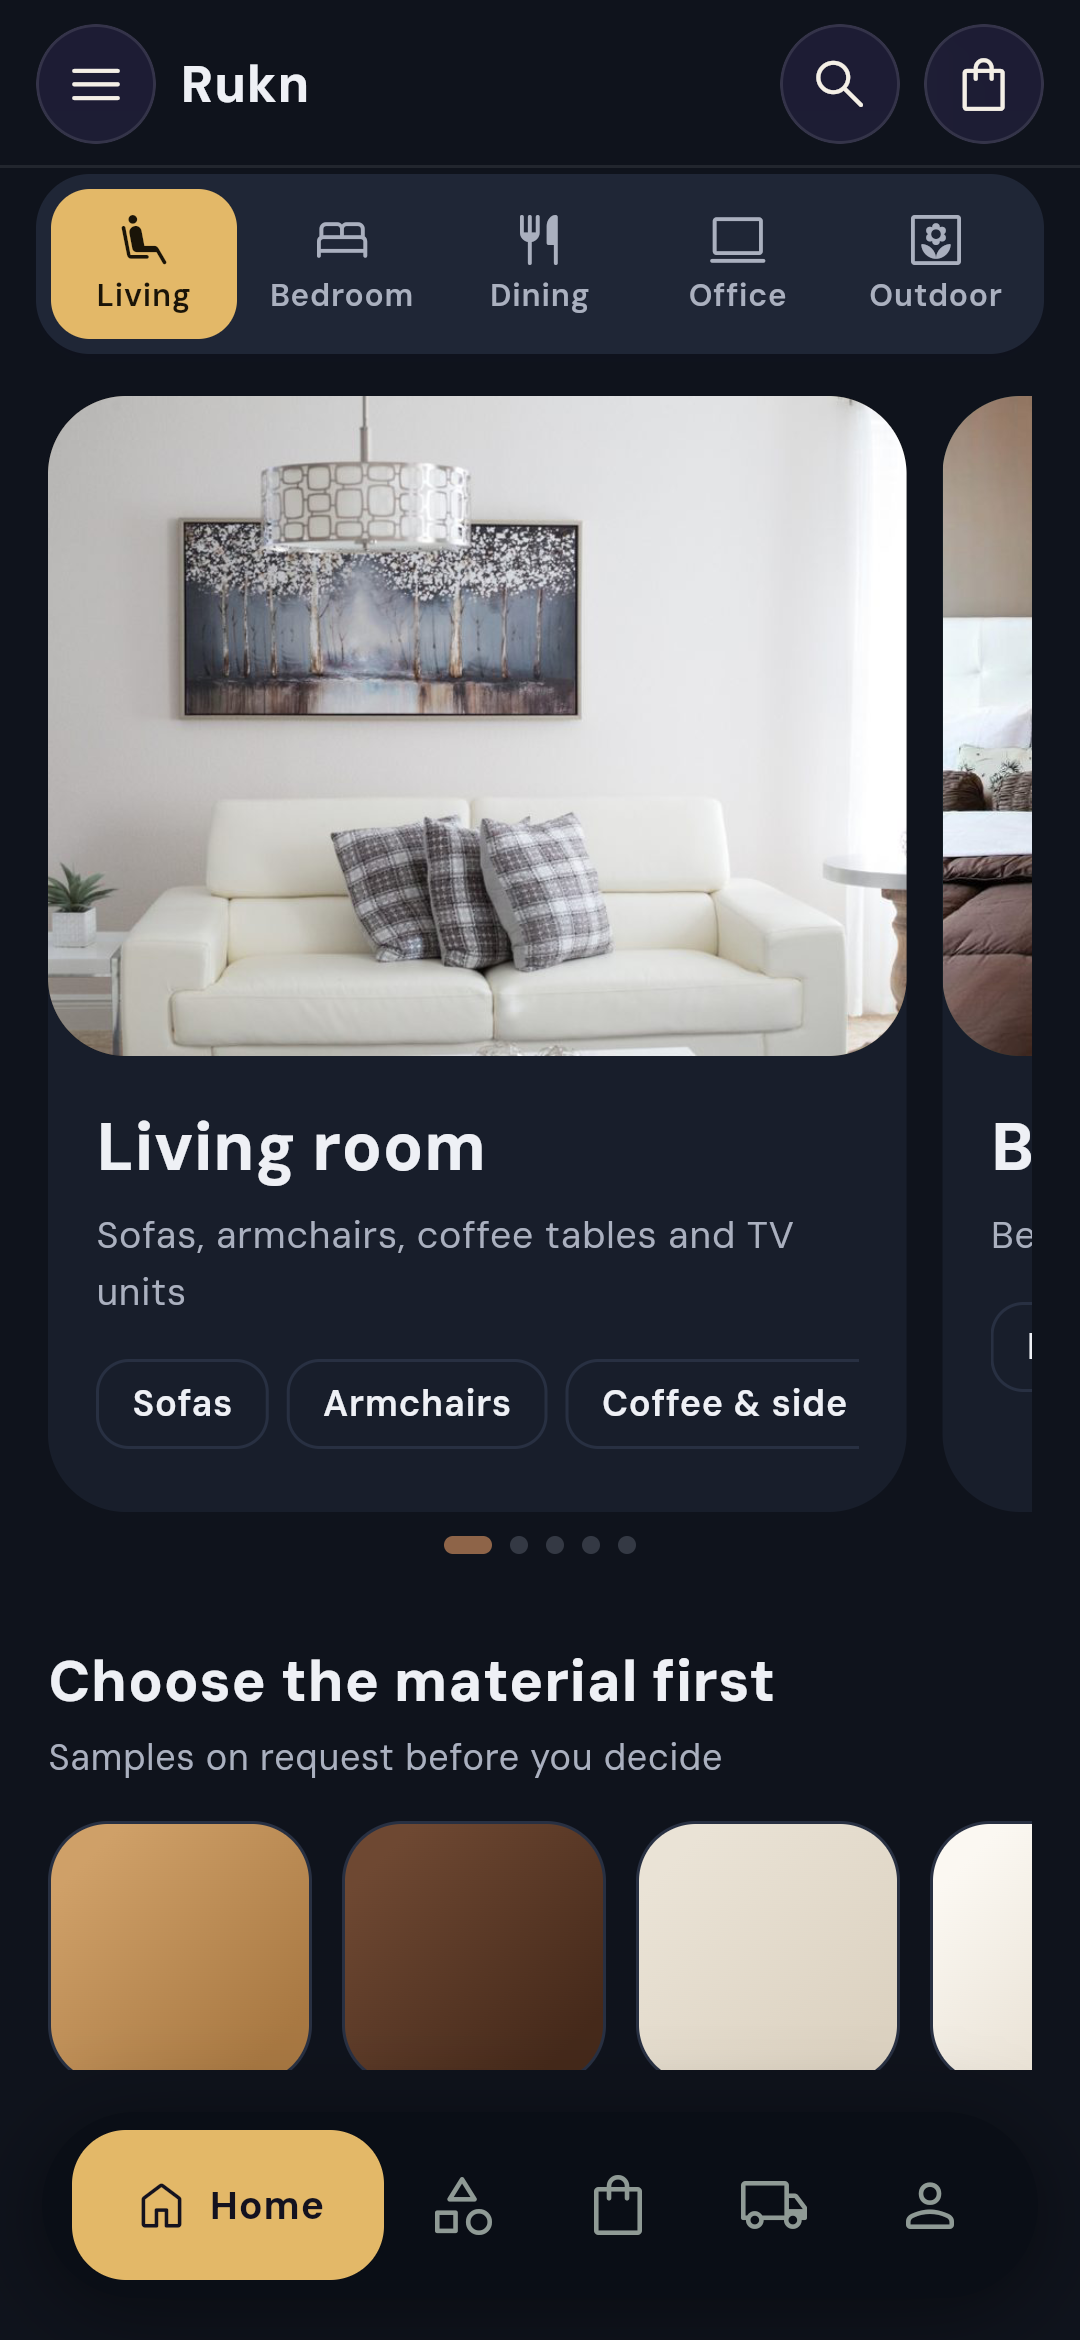 Rukn
Living
Bedroom
Dining
Office
Outdoor
Living room
Sofas, armchairs, coffee tables and TV
units
Sofas
Armchairs
Coffee & side
B
Be
Choose the material first
Samples on request before you decide
Home